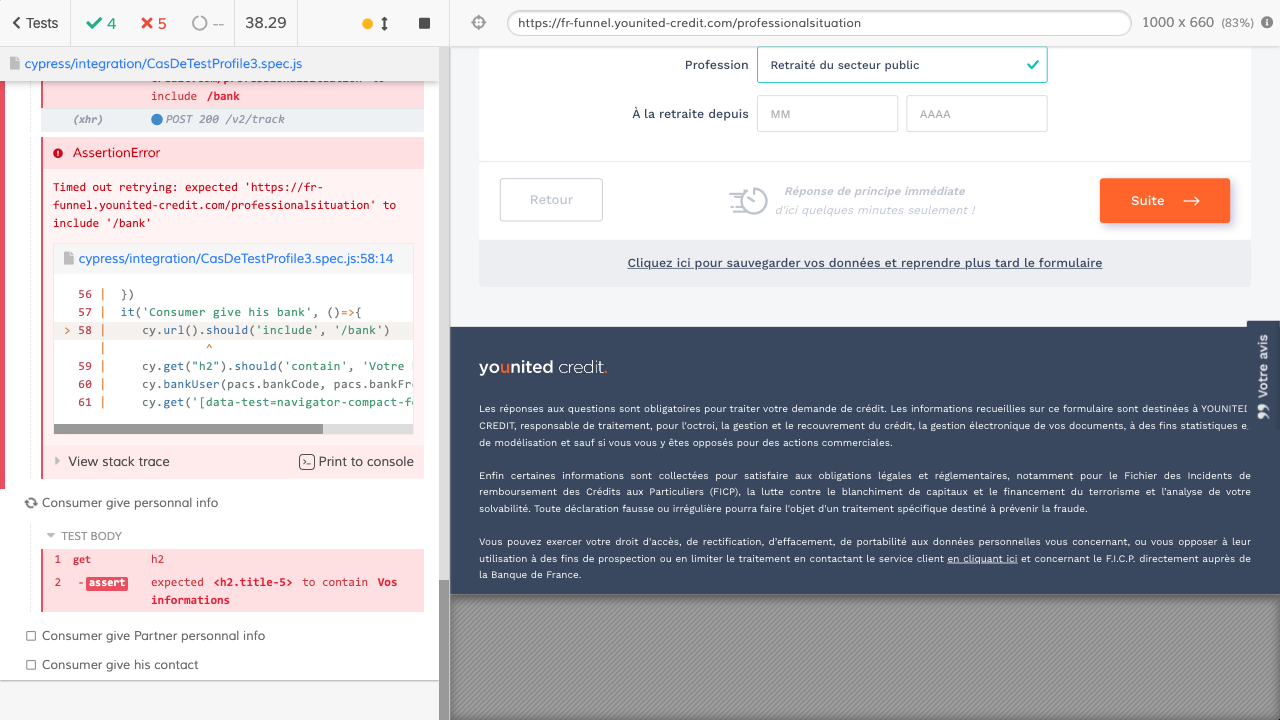 Tests
4
5
--
38.29
cypress/integration/CasDeTestProfile3.spec.js
include /bank
(xhr) POST 200 /v2/track
AssertionError
Timed out retrying: expected 'https://fr-
funnel.younited-credit.com/professionalsituation' to
include '/bank'
cypress/integration/CasDeTestProfile3.spec.js:58:14
56 | })
57 | it('Consumer give his bank', ()=>{
> 58 | cy.url().should('include', '/bank')
| ^
59 | cy.get("h2").should('contain', 'Votre
60 | cy.bankUser(pacs.bankCode, pacs.bankFr
61 | cy.get('[data-test=navigator-compact-f
View stack trace
Print to console
Consumer give personnal info
TEST BODY
1 get h2
2 - assert expected <h2.title-5> to contain Vos
informations
Consumer give Partner personnal info
Consumer give his contact
https://fr-funnel.younited-credit.com/professionalsituation
1000 x 660 (83%)
Profession Retraité du secteur public
À la retraite depuis MM AAAA
Retour
Réponse de principe immédiate
d'ici quelques minutes seulement !
Suite
Cliquez ici pour sauvegarder vos données et reprendre plus tard le formulaire
Votre avis
younited credit.
Les réponses aux questions sont obligatoires pour traiter votre demande de crédit. Les informations recueillies sur ce formulaire sont destinées à YOUNITED
CREDIT, responsable de traitement, pour l'octroi, la gestion et le recouvrement du crédit, la gestion électronique de vos documents, à des fins statistiques et
de modélisation et sauf si vous vous y êtes opposés pour des actions commerciales.
Enfin certaines informations sont collectées pour satisfaire aux obligations légales et réglementaires, notamment pour le Fichier des Incidents de
remboursement des Crédits aux Particuliers (FICP), la lutte contre le blanchiment de capitaux et le financement du terrorisme et l'analyse de votre
solvabilité. Toute déclaration fausse ou irrégulière pourra faire l'objet d'un traitement spécifique destiné à prévenir la fraude.
Vous pouvez exercer votre droit d'accès, de rectification, d'effacement, de portabilité aux données personnelles vous concernant, ou vous opposer à leur
utilisation à des fins de prospection ou en limiter le traitement en contactant le service client en cliquant ici et concernant le F.I.C.P. directement auprès de
la Banque de France.